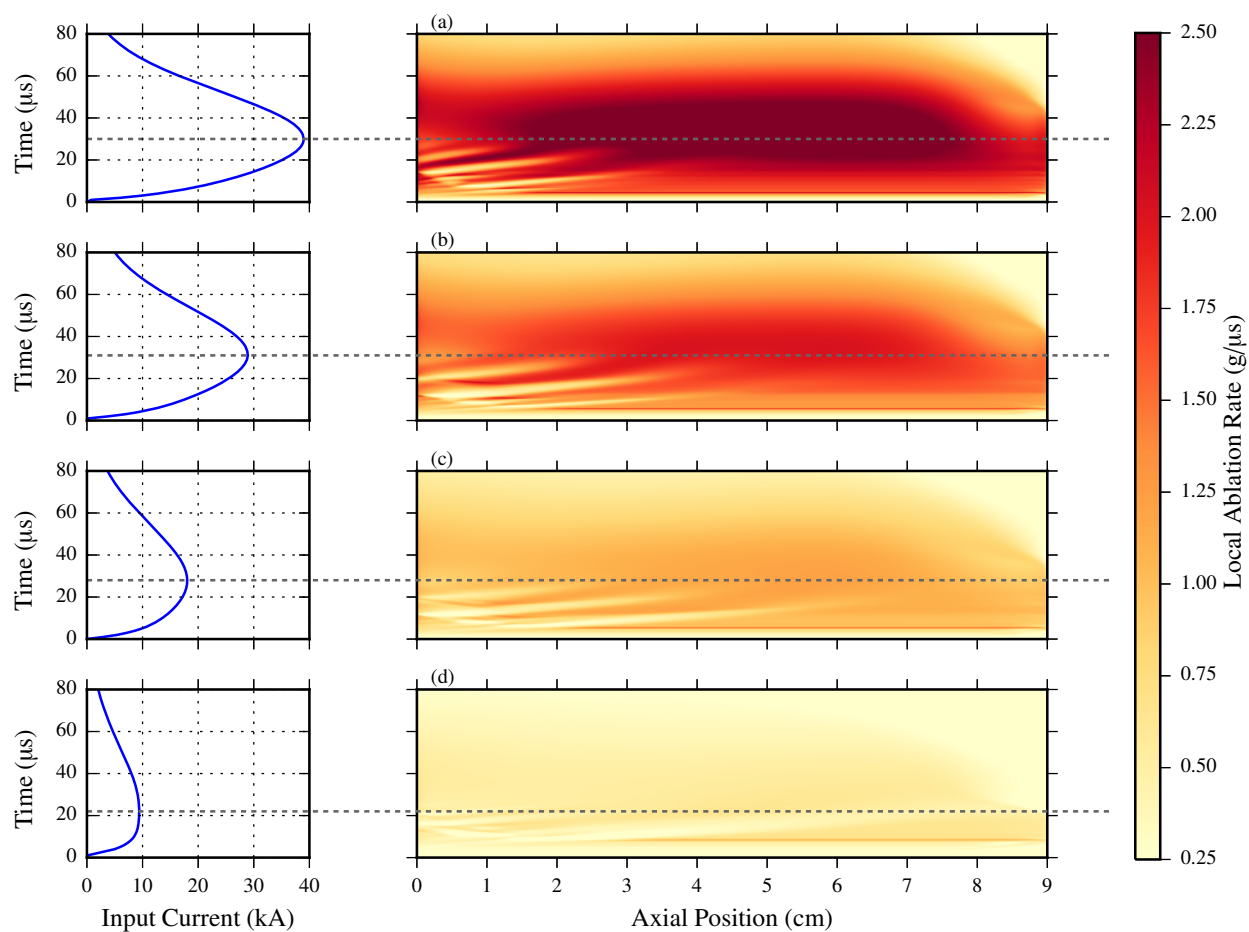 (a)
80
60
40
20
0
Time (µs)
(b)
80
60
40
20
0
Time (µs)
(c)
80
60
40
20
0
Time (µs)
(d)
80
60
40
20
0
Time (µs)
0 10 20 30 40
Input Current (kA)
0 1 2 3 4 5 6 7 8 9
Axial Position (cm)
2.50
2.25
2.00
1.75
1.50
1.25
1.00
0.75
0.50
0.25
Local Ablation Rate (g/µs)